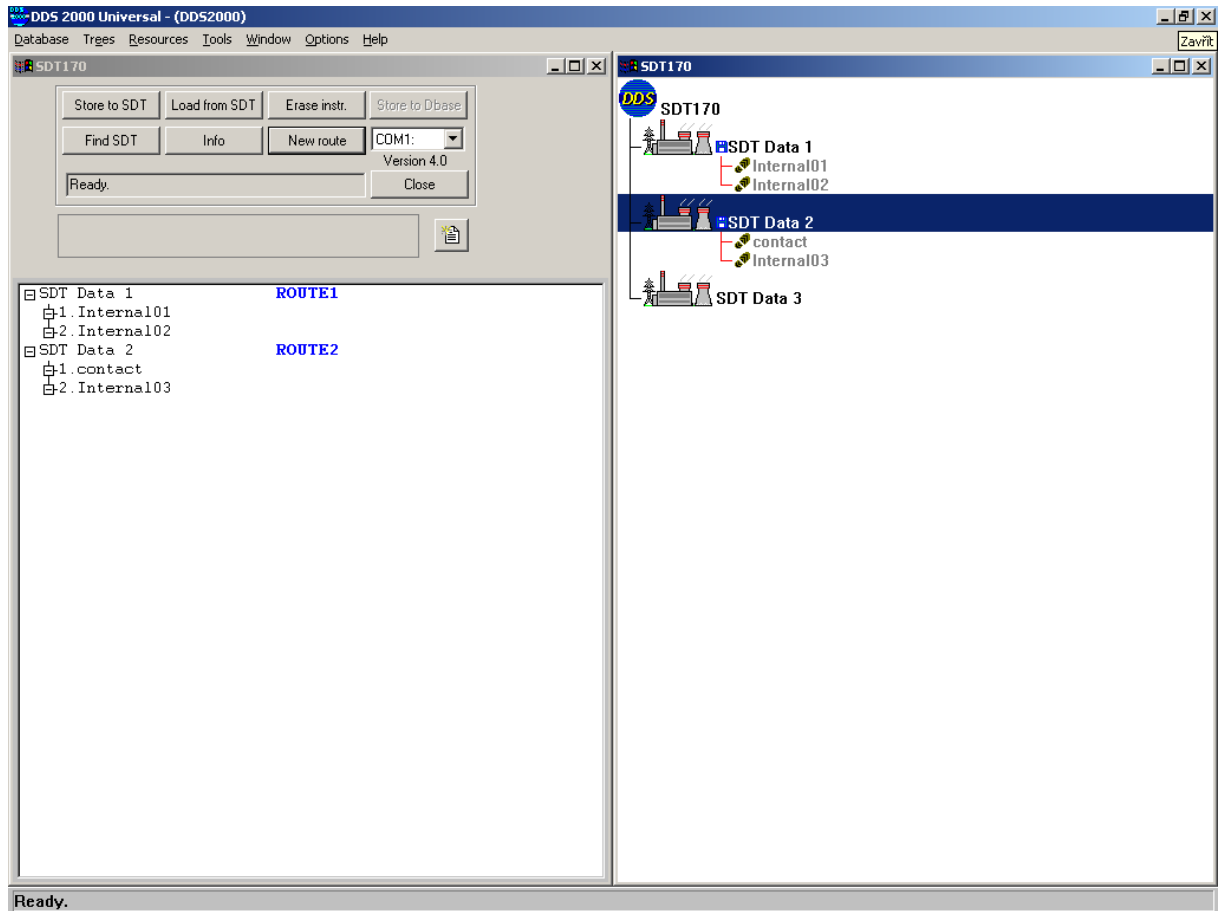 DDS 2000 Universal - (DDS2000)
Database Trees Resources Tools Window Options Help
Zavřít
SDT170
Store to SDT Load from SDT Erase instr. Store to Dbase
Find SDT Info New route COM1:
Version 4.0
Ready. Close
SDT Data 1 ROUTE1
1.Internal01
2.Internal02
SDT Data 2 ROUTE2
1.contact
2.Internal03
SDT170
DDS SDT170
SDT Data 1
Internal01
Internal02
SDT Data 2
contact
Internal03
SDT Data 3
Ready.